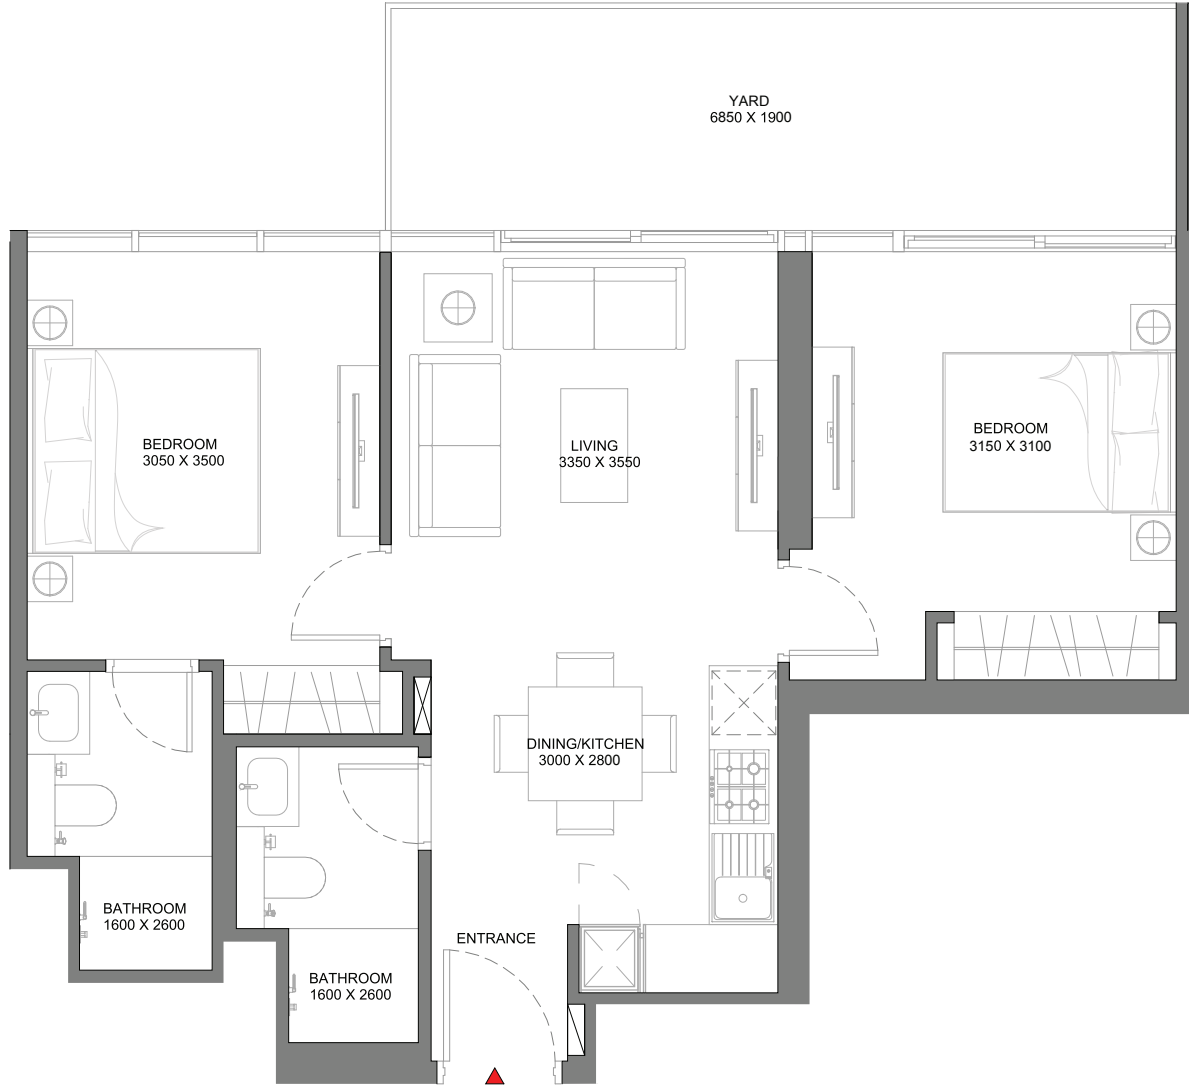 YARD
6850 X 1900
BEDROOM
3050 X 3500
LIVING
3350 X 3550
BEDROOM
3150 X 3100
DINING/KITCHEN
3000 X 2800
BATHROOM
1600 X 2600
ENTRANCE
BATHROOM
1600 X 2600